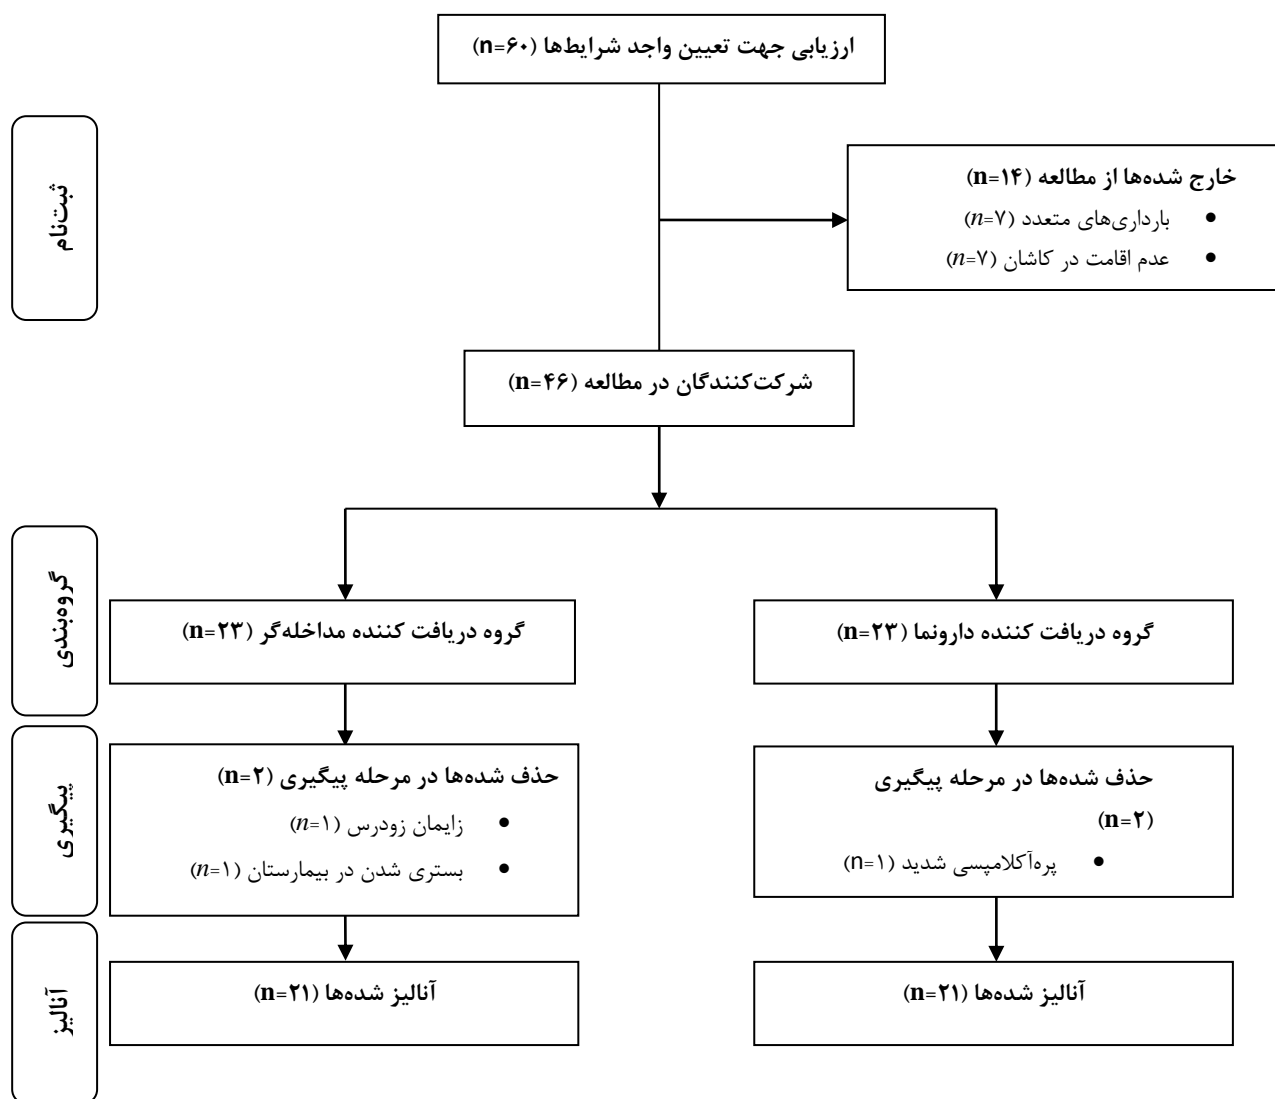 ارزیابی جهت تعیین واجد شرایط‌ها (n=۶۰)
ثبت‌نام
خارج شده‌ها از مطالعه (n=۱۴)
• بارداری‌های متعدد (n=۷)
• عدم اقامت در کاشان (n=۷)
شرکت‌کنندگان در مطالعه (n=۴۶)
گروه‌بندی
گروه دریافت کننده دارونما (n=۲۳)
گروه دریافت کننده مداخله‌گر (n=۲۳)
پیگیری
حذف شده‌ها در مرحله پیگیری
(n=۲)
• پره‌آکلامپسی شدید (n=۱)
حذف شده‌ها در مرحله پیگیری (n=۲)
• زایمان زودرس (n=۱)
• بستری شدن در بیمارستان (n=۱)
آنالیز
آنالیز شده‌ها (n=۲۱)
آنالیز شده‌ها (n=۲۱)